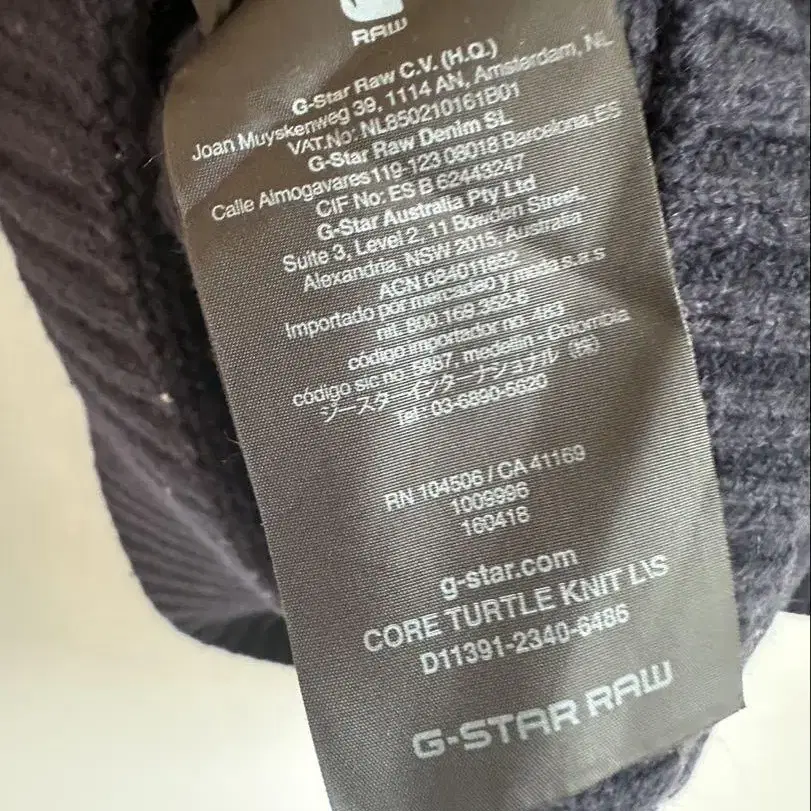 RAW
G-Star Raw C.V. (H.Q.)
Joan Muyskenweg 39, 1114 AN, Amsterdam, NL
VAT.No: NL850210161B01
G-Star Raw Denim SL
Calle Almogavares119-123 08018 Barcelona, ES
CIF No: ES B 62443247
G-Star Australia Pty Ltd
Suite 3, Level 2, 11 Bowden Street,
Alexandria, NSW 2015, Australia
ACN 084011652
Importado por mercadeo y moda s.a.s
nit. 800.169.352-6
código importador no. 483
código sic no. 5887, medellin - Colombia
ジースター インターナショナル (株)
Tel : 03-6890-5620
RN 104506 / CA 41169
1009996
160418
g-star.com
CORE TURTLE KNIT L\S
D11391-2340-6486
G-STAR RAW